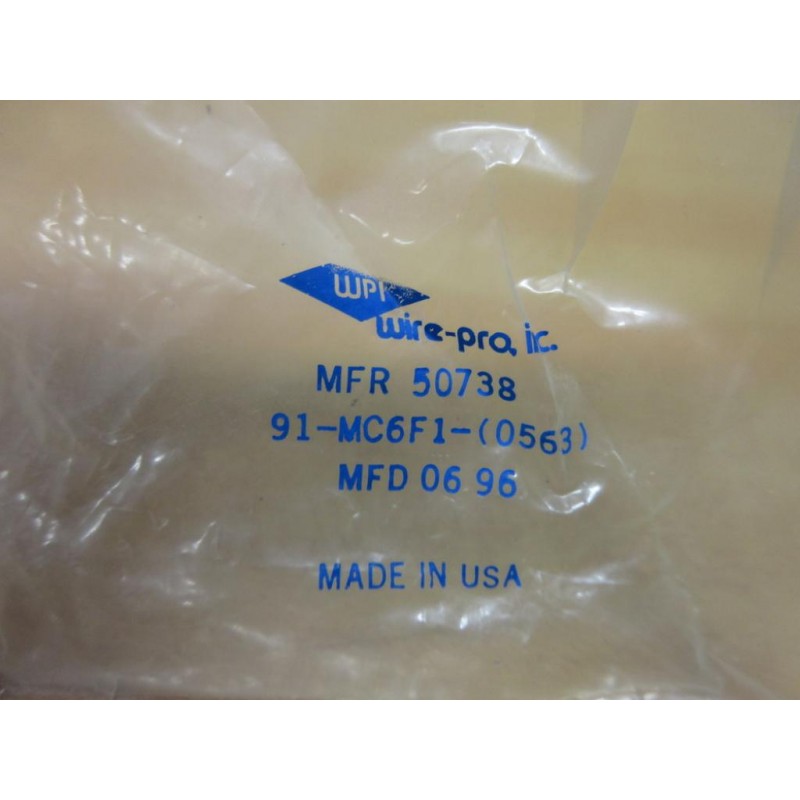 WPI
wire-pro, inc.
MFR 50738
91-MC6F1-(0563)
MFD 06 96
MADE IN USA